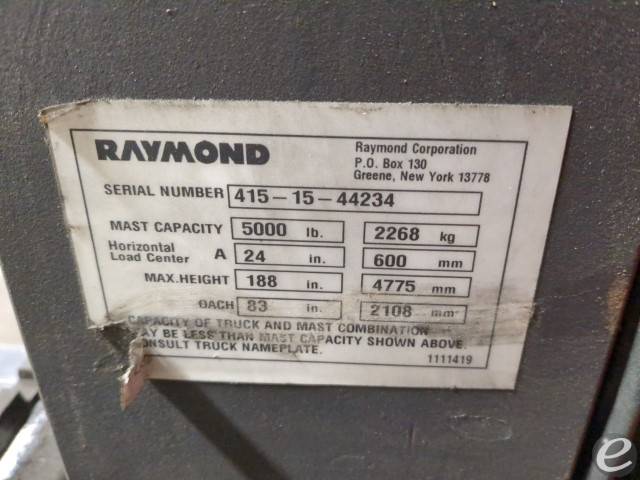 RAYMOND
Raymond Corporation
P.O. Box 130
Greene, New York 13778
SERIAL NUMBER 415-15-44234
MAST CAPACITY 5000 lb. 2268 kg
Horizontal
Load Center A 24 in. 600 mm
MAX.HEIGHT 188 in. 4775 mm
OACH 83 in. 2108 mm
CAPACITY OF TRUCK AND MAST COMBINATION
MAY BE LESS THAN MAST CAPACITY SHOWN ABOVE.
CONSULT TRUCK NAMEPLATE.
1111419
e